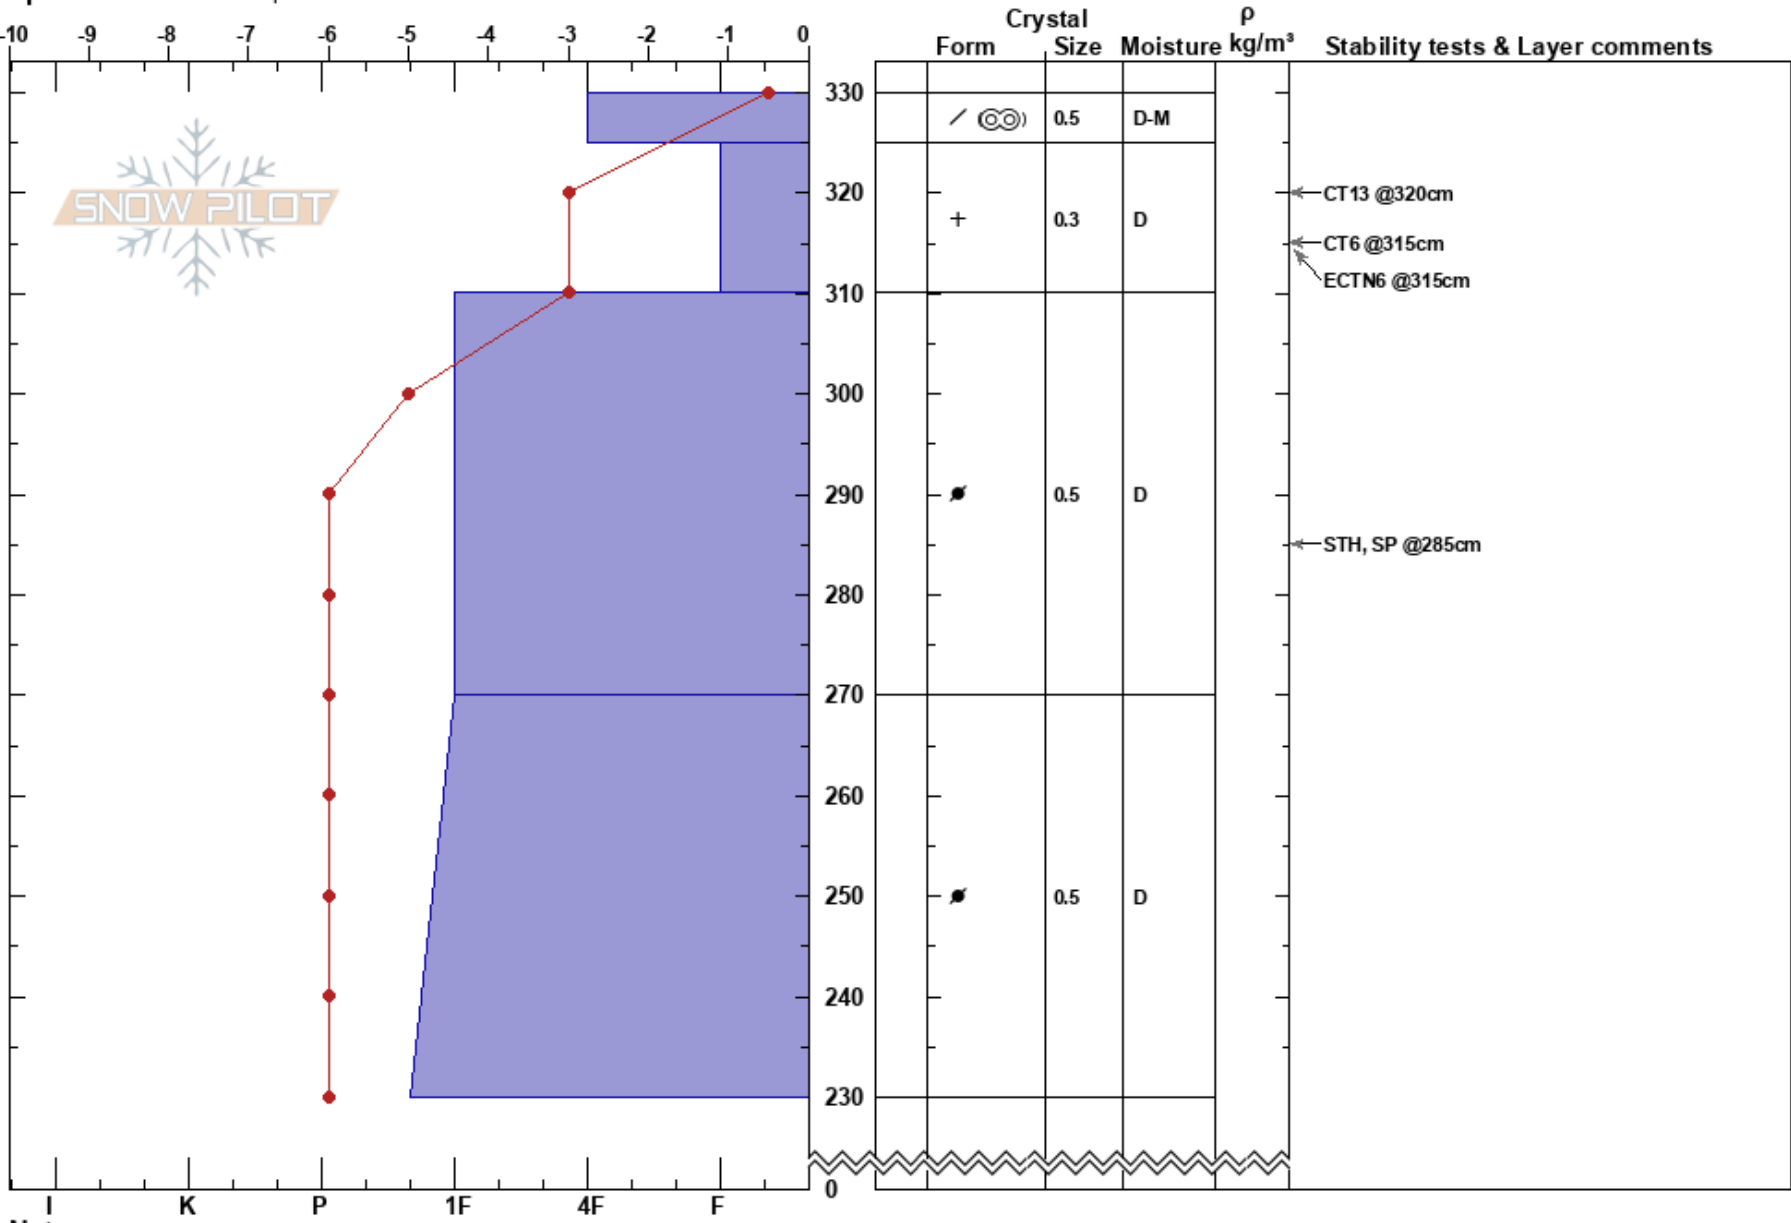 -10 -9 -8 -7 -6 -5 -4 -3 -2 -1 0
Crystal ρ
Form Size Moisture kg/m³ Stability tests & Layer comments
330
0.5 D-M
SNOW PILOT
320
CT13 @320cm
+ 0.3 D
CT6 @315cm
ECTN6 @315cm
310
300
290 0.5 D
STH, SP @285cm
280
270
260
250 0.5 D
240
230
0
I K P 1F 4F F